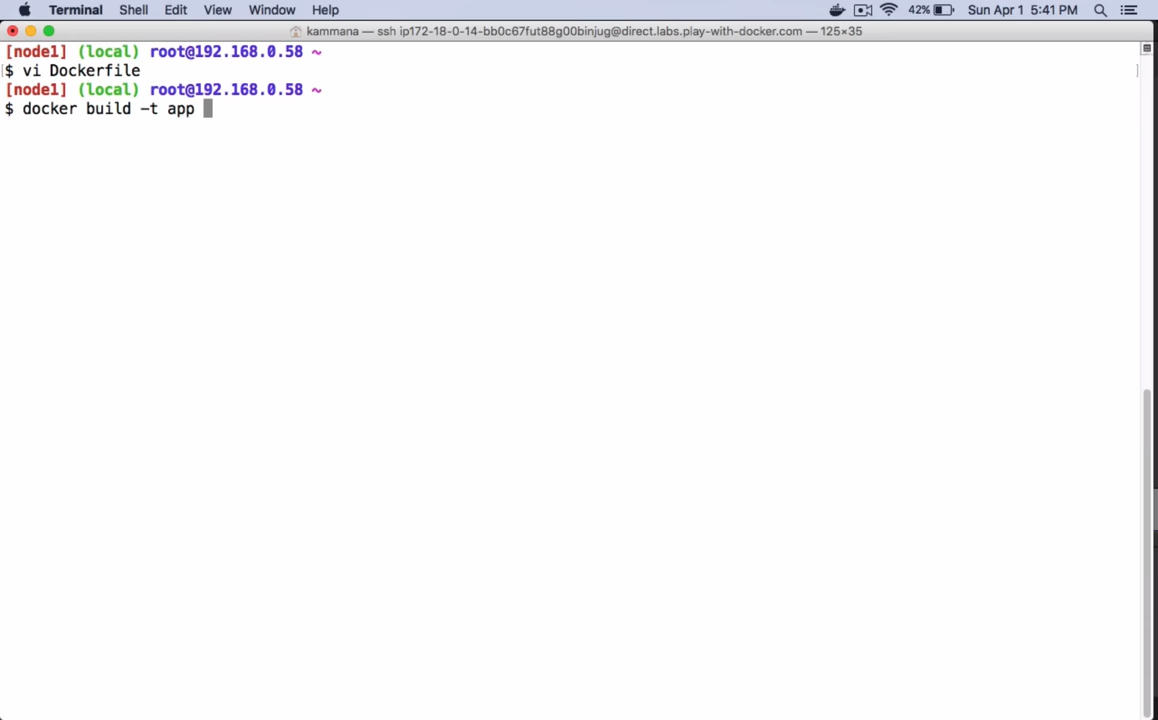 Terminal Shell Edit View Window Help 42% Sun Apr 1 5:41 PM
kammana — ssh ip172-18-0-14-bb0c67fut88g00binjug@direct.labs.play-with-docker.com — 125×35
[node1] (local) root@192.168.0.58 ~
$ vi Dockerfile
[node1] (local) root@192.168.0.58 ~
$ docker build -t app